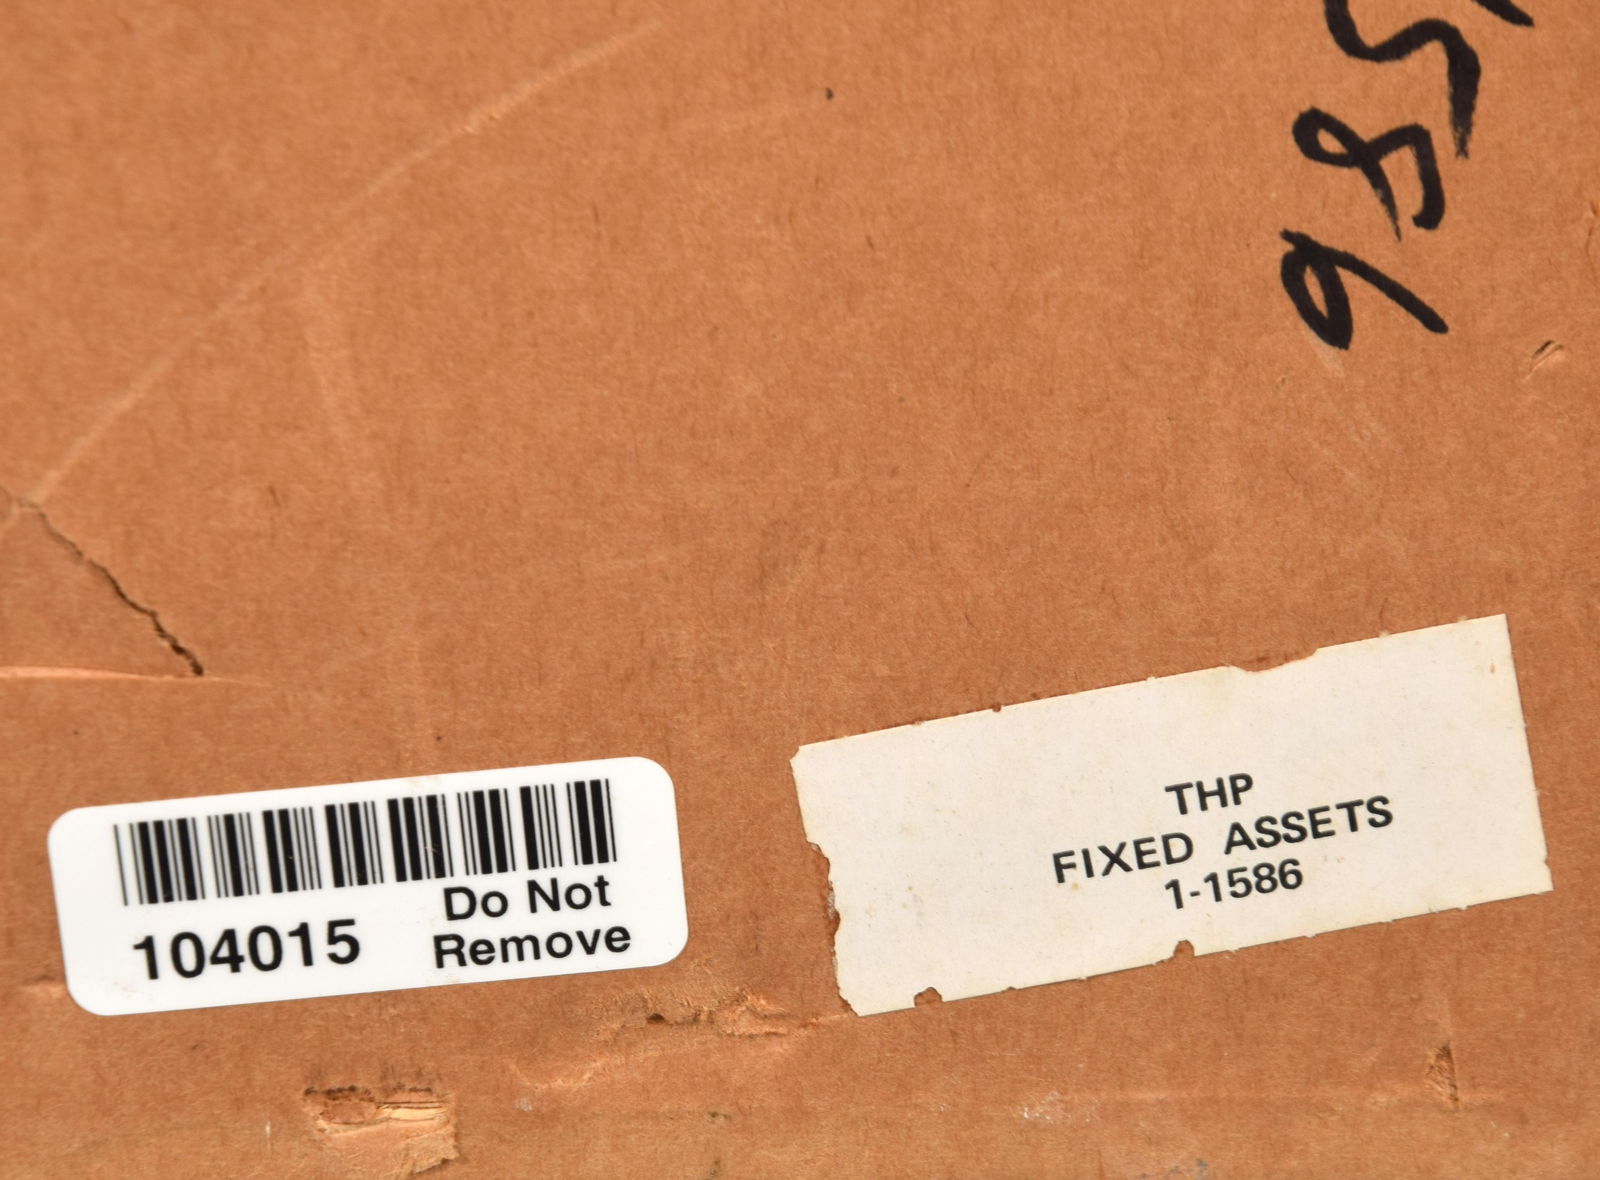 104015
Do Not
Remove
THP
FIXED ASSETS
1-1586